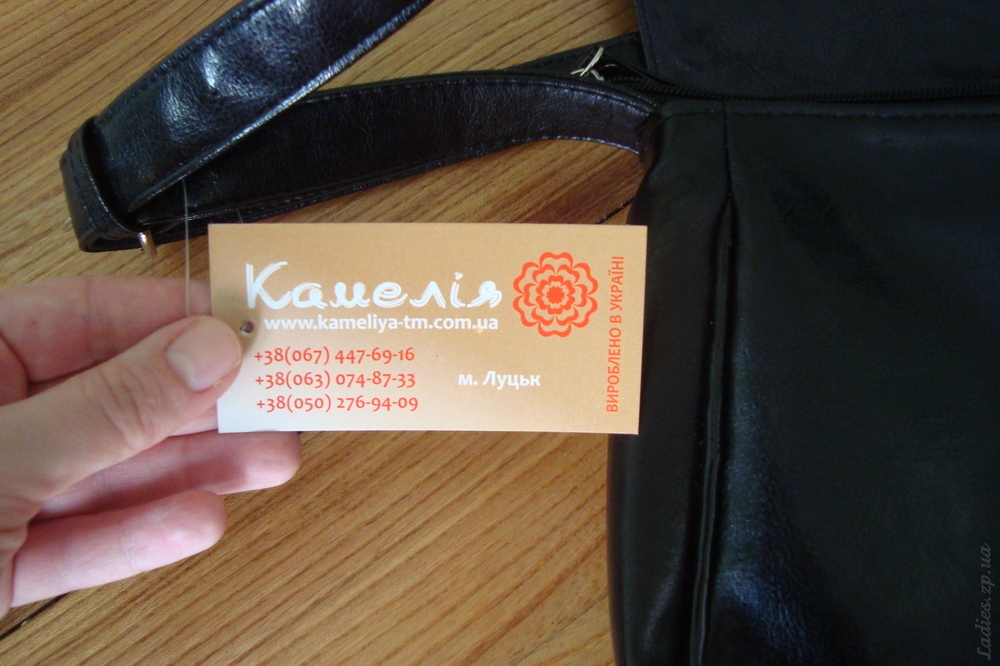 Камелія
www.kameliya-tm.com.ua
+38(067) 447-69-16
+38(063) 074-87-33
+38(050) 276-94-09
м. Луцьк
ВИРОБЛЕНО В УКРАЇНІ
Ladies.zp.ua